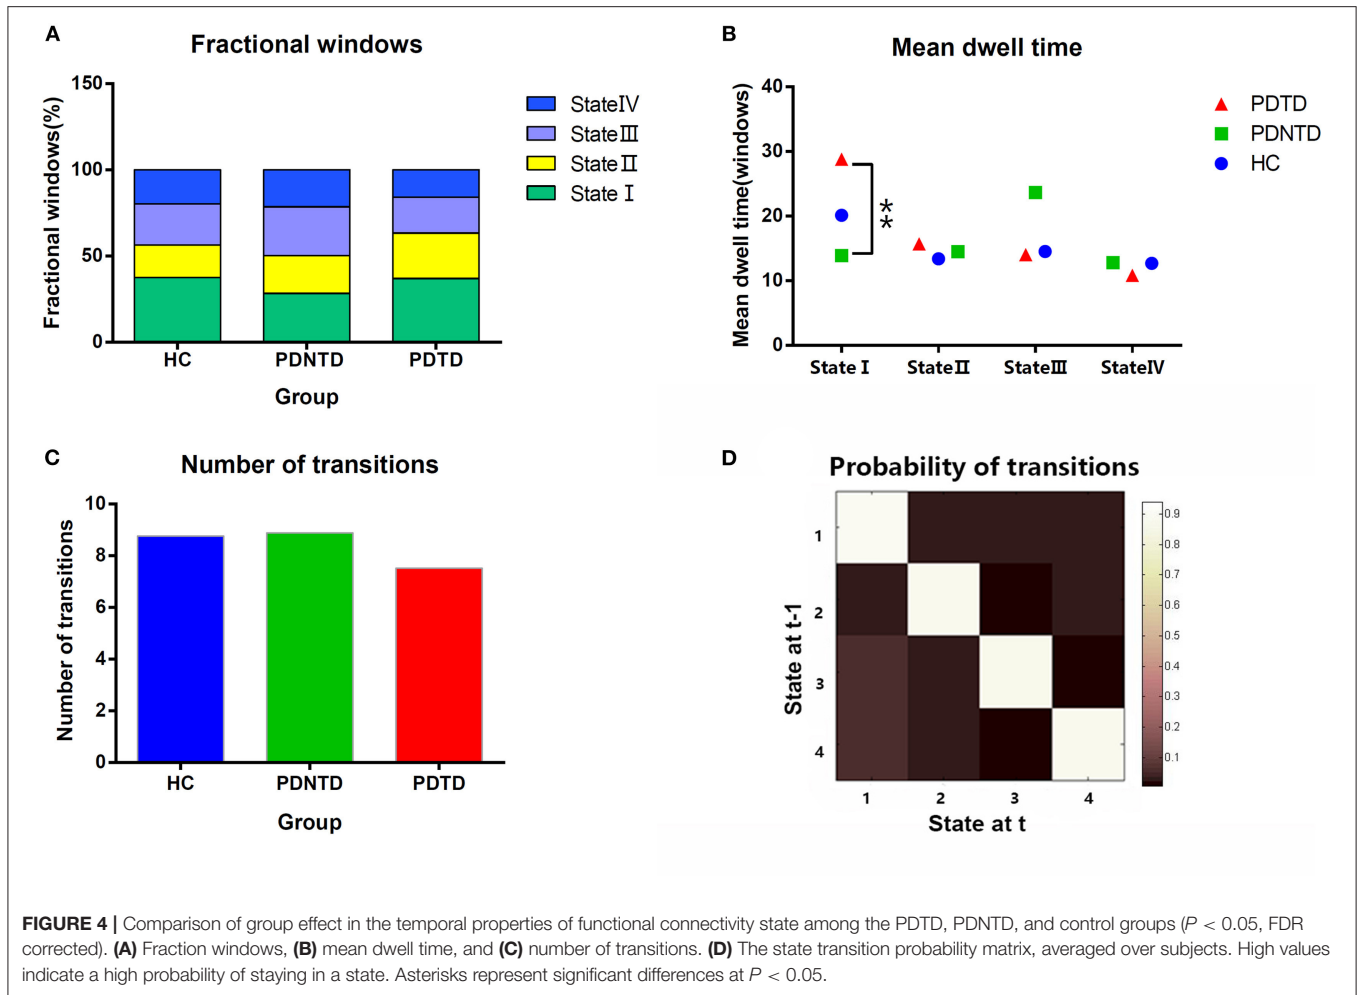 A
Fractional windows
150
100
50
0
Fractional windows(%)
HC PDNTD PDTD
Group
StateⅣ
StateⅢ
StateⅡ
StateⅠ
B
Mean dwell time
40
30
20
10
0
Mean dwell time(windows)
**
StateⅠ StateⅡ StateⅢ StateⅣ
PDTD
PDNTD
HC
C
Number of transitions
10
8
6
4
2
0
Number of transitions
HC PDNTD PDTD
Group
D
Probability of transitions
1
2
3
4
State at t-1
1 2 3 4
State at t
0.9
0.8
0.7
0.6
0.5
0.4
0.3
0.2
0.1
FIGURE 4 | Comparison of group effect in the temporal properties of functional connectivity state among the PDTD, PDNTD, and control groups (P < 0.05, FDR
corrected). (A) Fraction windows, (B) mean dwell time, and (C) number of transitions. (D) The state transition probability matrix, averaged over subjects. High values
indicate a high probability of staying in a state. Asterisks represent significant differences at P < 0.05.